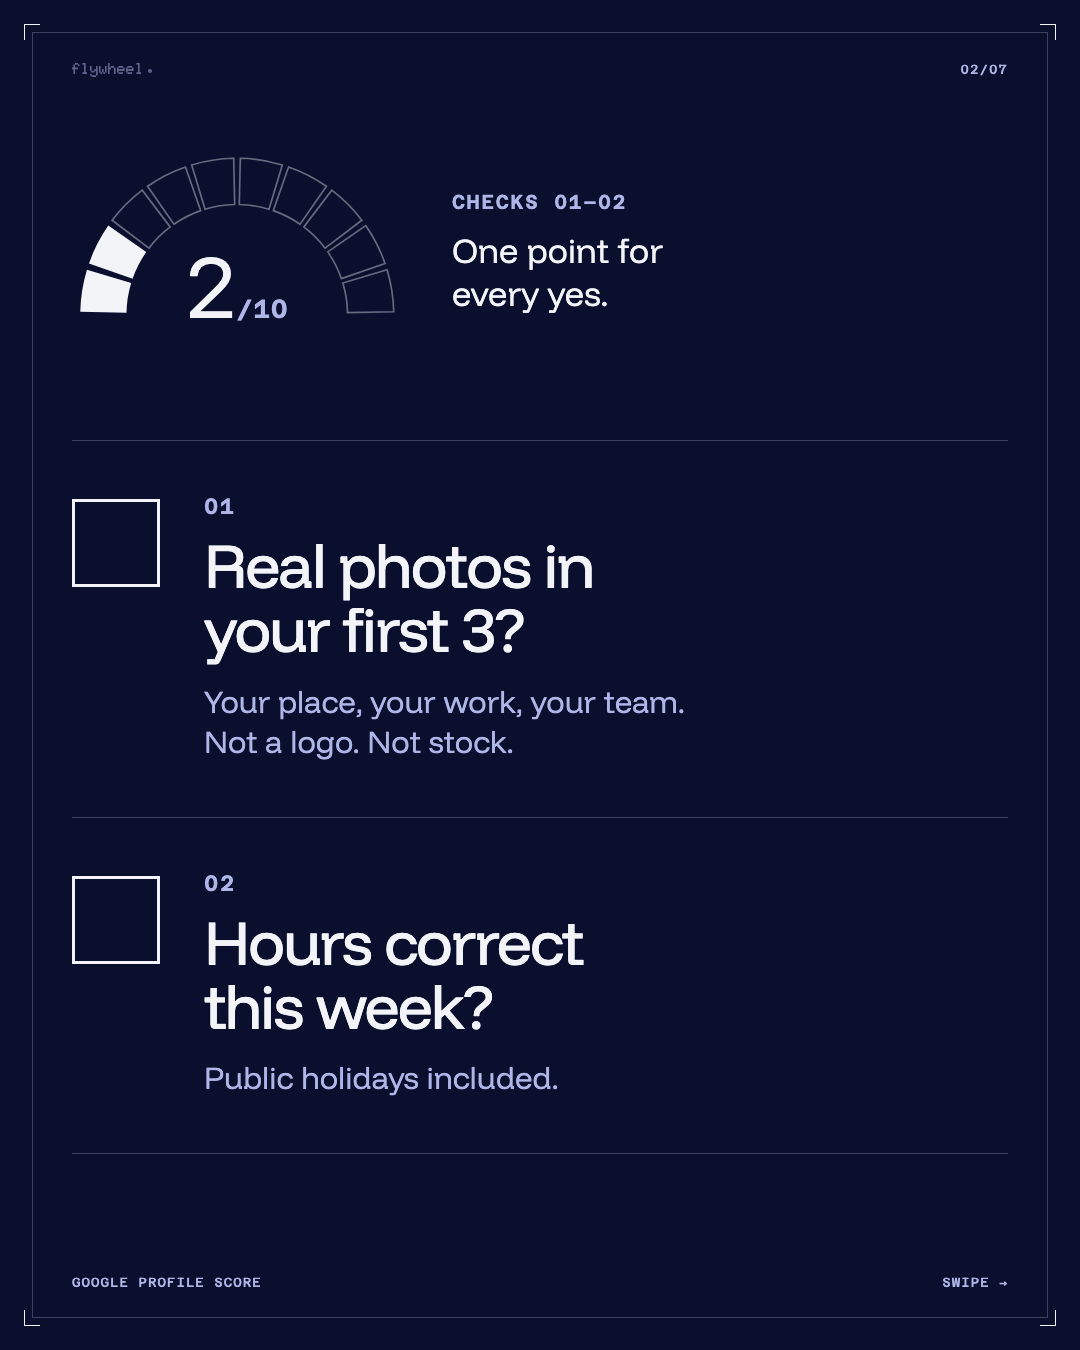 flywheel.
02/07
2/10
CHECKS 01–02
One point for
every yes.
01
Real photos in
your first 3?
Your place, your work, your team.
Not a logo. Not stock.
02
Hours correct
this week?
Public holidays included.
GOOGLE PROFILE SCORE
SWIPE →